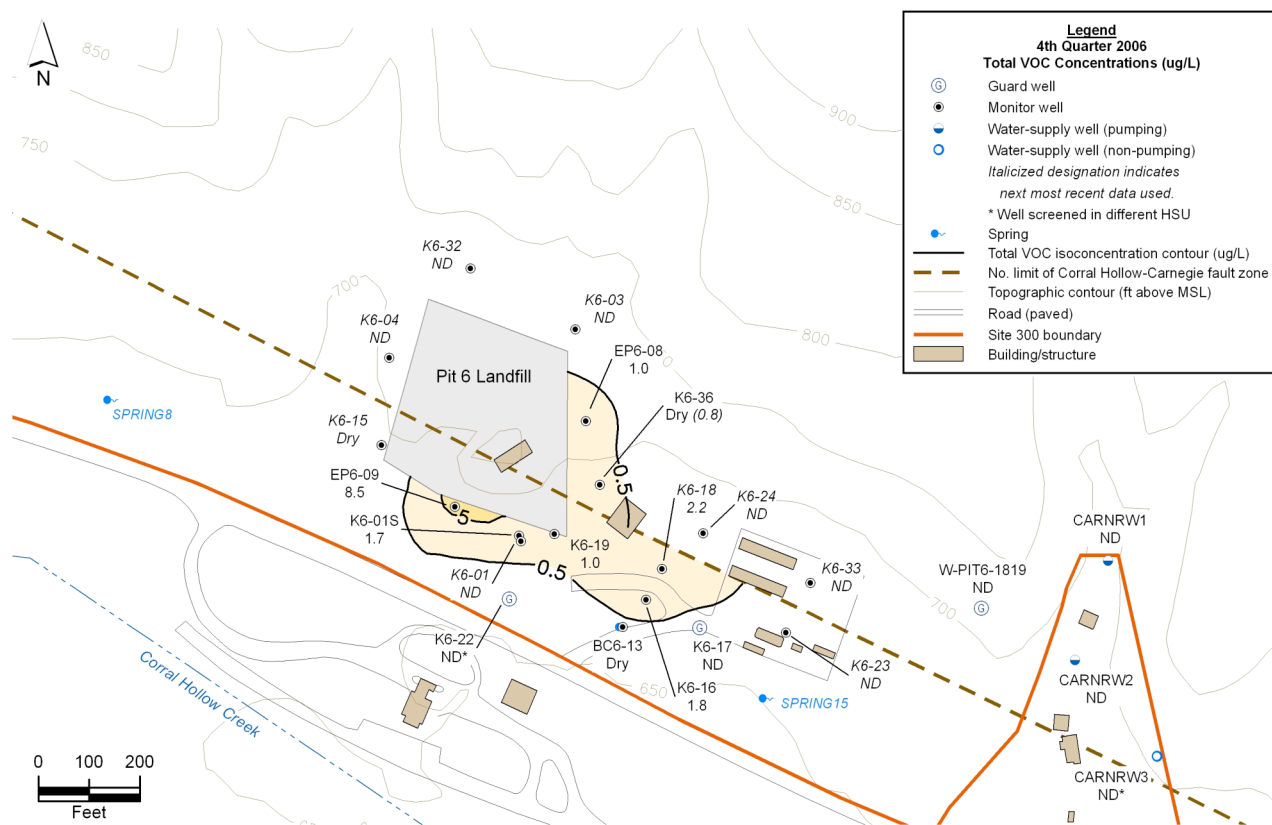 Legend
4th Quarter 2006
Total VOC Concentrations (ug/L)
Guard well
Monitor well
Water-supply well (pumping)
Water-supply well (non-pumping)
Italicized designation indicates
next most recent data used.
* Well screened in different HSU
Spring
Total VOC isoconcentration contour (ug/L)
No. limit of Corral Hollow-Carnegie fault zone
Topographic contour (ft above MSL)
Road (paved)
Site 300 boundary
Building/structure
G
N
850
750
900
850
800
700
K6-32
ND
K6-03
ND
K6-04
ND
EP6-08
1.0
Pit 6 Landfill
K6-36
Dry (0.8)
SPRING8
K6-15
Dry
0.5
EP6-09
8.5
5
K6-18
2.2
K6-24
ND
K6-01S
1.7
K6-19
1.0
0.5
K6-01
ND
K6-33
ND
CARNRW1
ND
W-PIT6-1819
ND
G
700
G
K6-22
ND*
BC6-13
Dry
G
K6-17
ND
K6-23
ND
650
K6-16
1.8
SPRING15
CARNRW2
ND
CARNRW3
ND*
Corral Hollow Creek
0 100 200
Feet